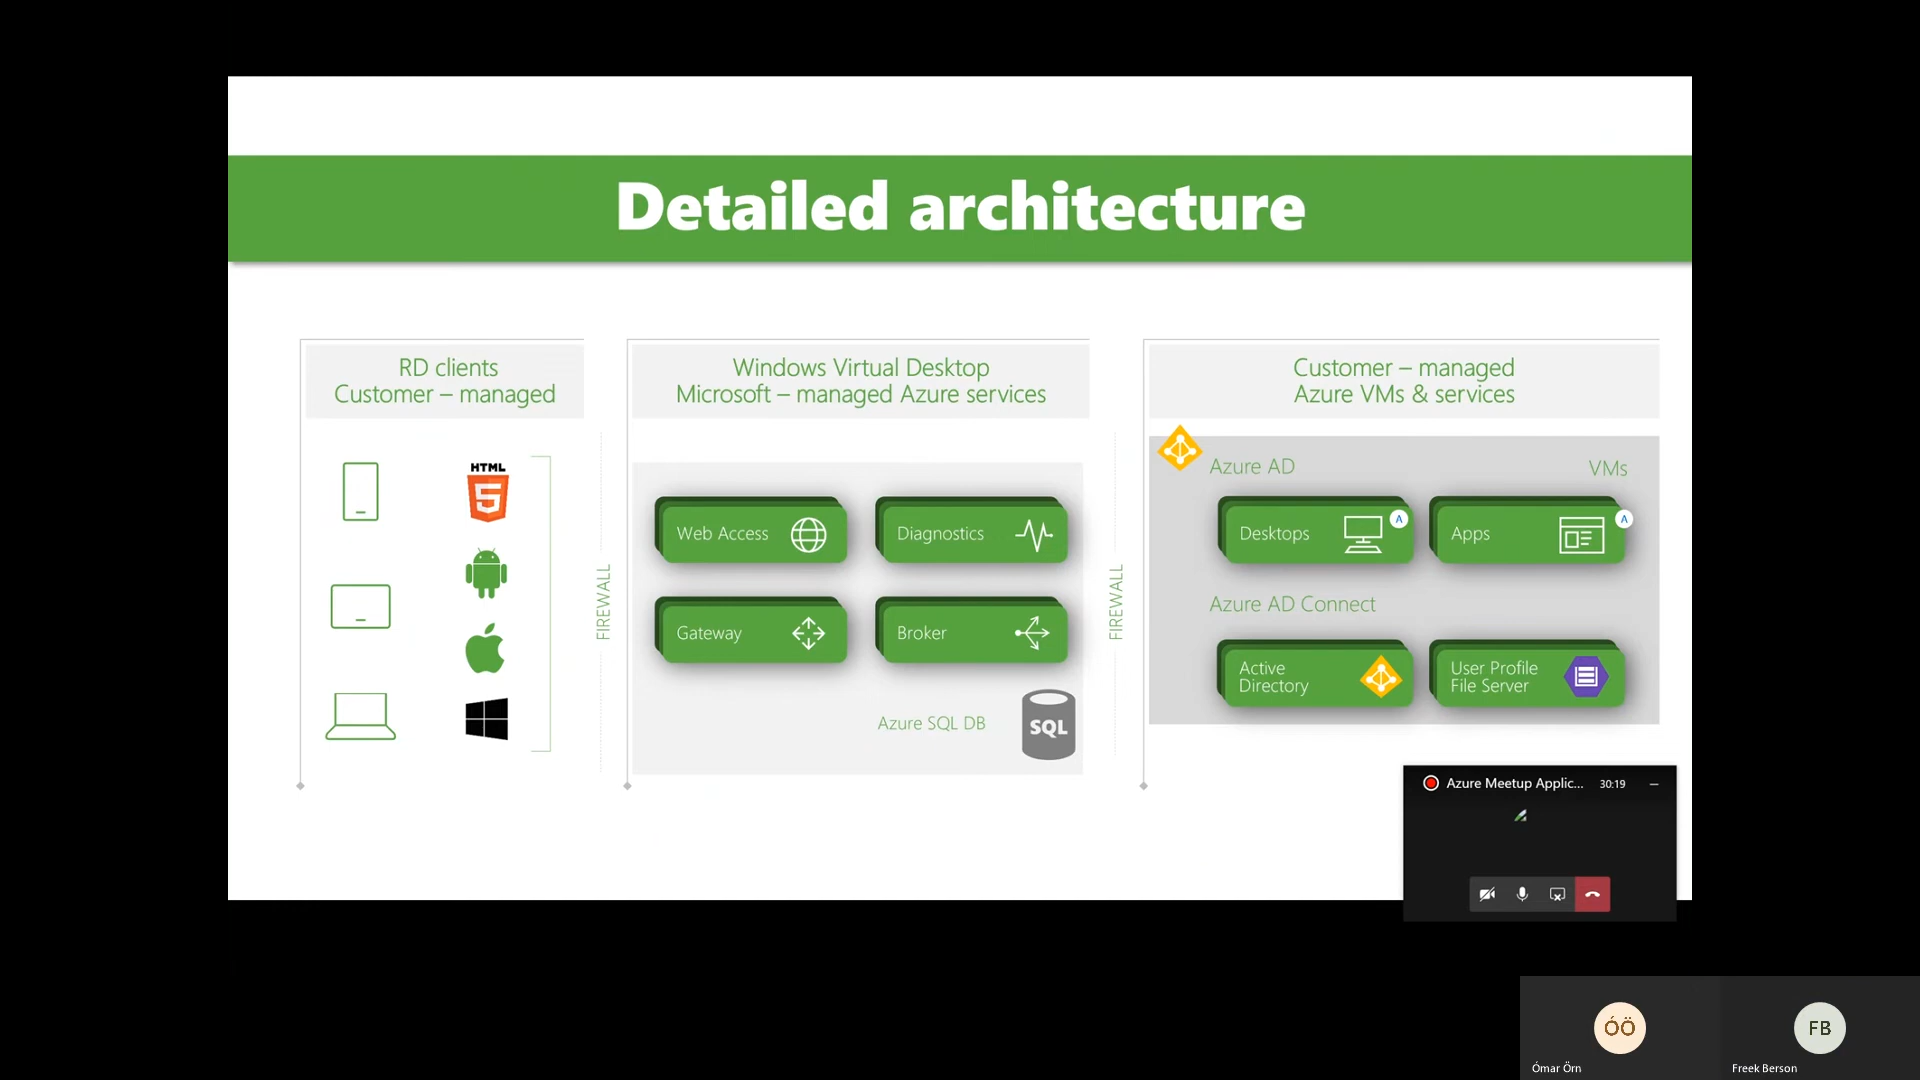 Detailed architecture
RD clients
Customer – managed
HTML
5
FIREWALL
Windows Virtual Desktop
Microsoft – managed Azure services
Web Access
Diagnostics
Gateway
Broker
Azure SQL DB
SQL
FIREWALL
Customer – managed
Azure VMs & services
Azure AD
VMs
Desktops
A
Apps
A
Azure AD Connect
Active
Directory
User Profile
File Server
Azure Meetup Applic...
30:19
ÓÖ
Ómar Örn
FB
Freek Berson